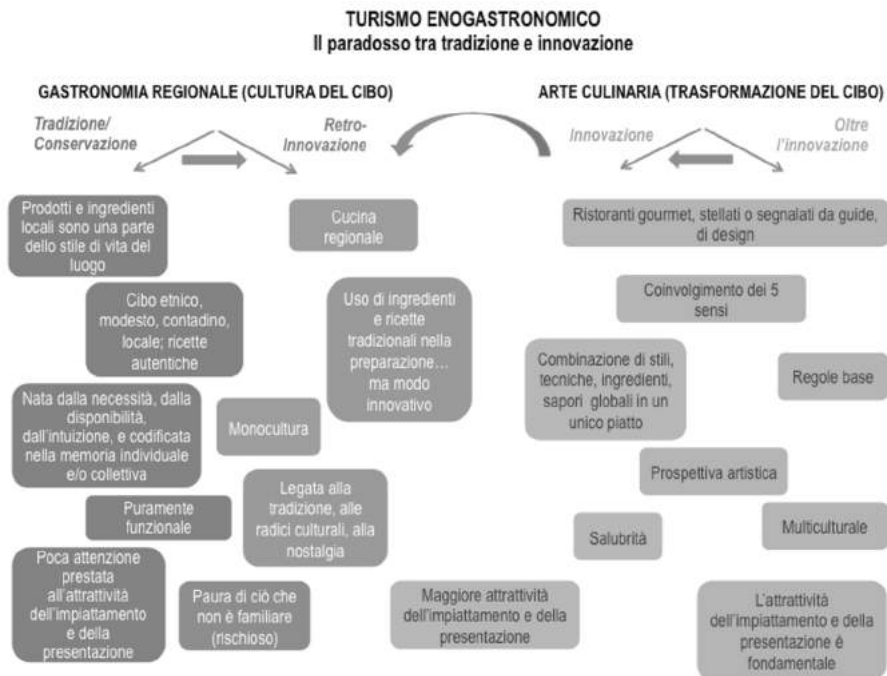 TURISMO ENOGASTRONOMICO
Il paradosso tra tradizione e innovazione
GASTRONOMIA REGIONALE (CULTURA DEL CIBO)
Tradizione/
Conservazione
Retro-
Innovazione
Prodotti e ingredienti
locali sono una parte
dello stile di vita del
luogo
Cucina
regionale
Cibo etnico,
modesto, contadino,
locale; ricette
autentiche
Uso di ingredienti
e ricette
tradizionali nella
preparazione…
ma modo
innovativo
Nata dalla necessità, dalla
disponibilità,
dall'intuizione, e codificata
nella memoria individuale
e/o collettiva
Monocultura
Puramente
funzionale
Legata alla
tradizione, alle
radici culturali, alla
nostalgia
Poca attenzione
prestata
all'attrattività
dell'impiattamento
e della
presentazione
Paura di ciò che
non è familiare
(rischioso)
ARTE CULINARIA (TRASFORMAZIONE DEL CIBO)
Innovazione
Oltre
l'innovazione
Ristoranti gourmet, stellati o segnalati da guide,
di design
Coinvolgimento dei 5
sensi
Combinazione di stili,
tecniche, ingredienti,
sapori globali in un
unico piatto
Regole base
Prospettiva artistica
Salubrità
Multiculturale
Maggiore attrattività
dell'impiattamento e della
presentazione
L'attrattività
dell'impiattamento e della
presentazione é
fondamentale